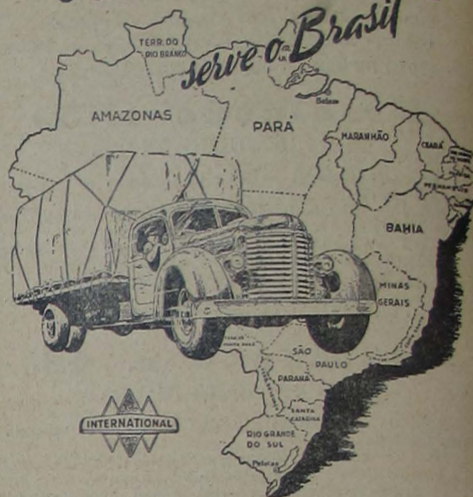 serve o Brasil
TERR. DO
RIO BRANCO
AMAZONAS
PARÁ
Belem
MARANHÃO
CEARÁ
BAHIA
MINAS
GERAIS
SÃO
PAULO
PARANÁ
SANTA
CATARINA
RIO GRANDE
DO SUL
Pelotas
INTERNATIONAL